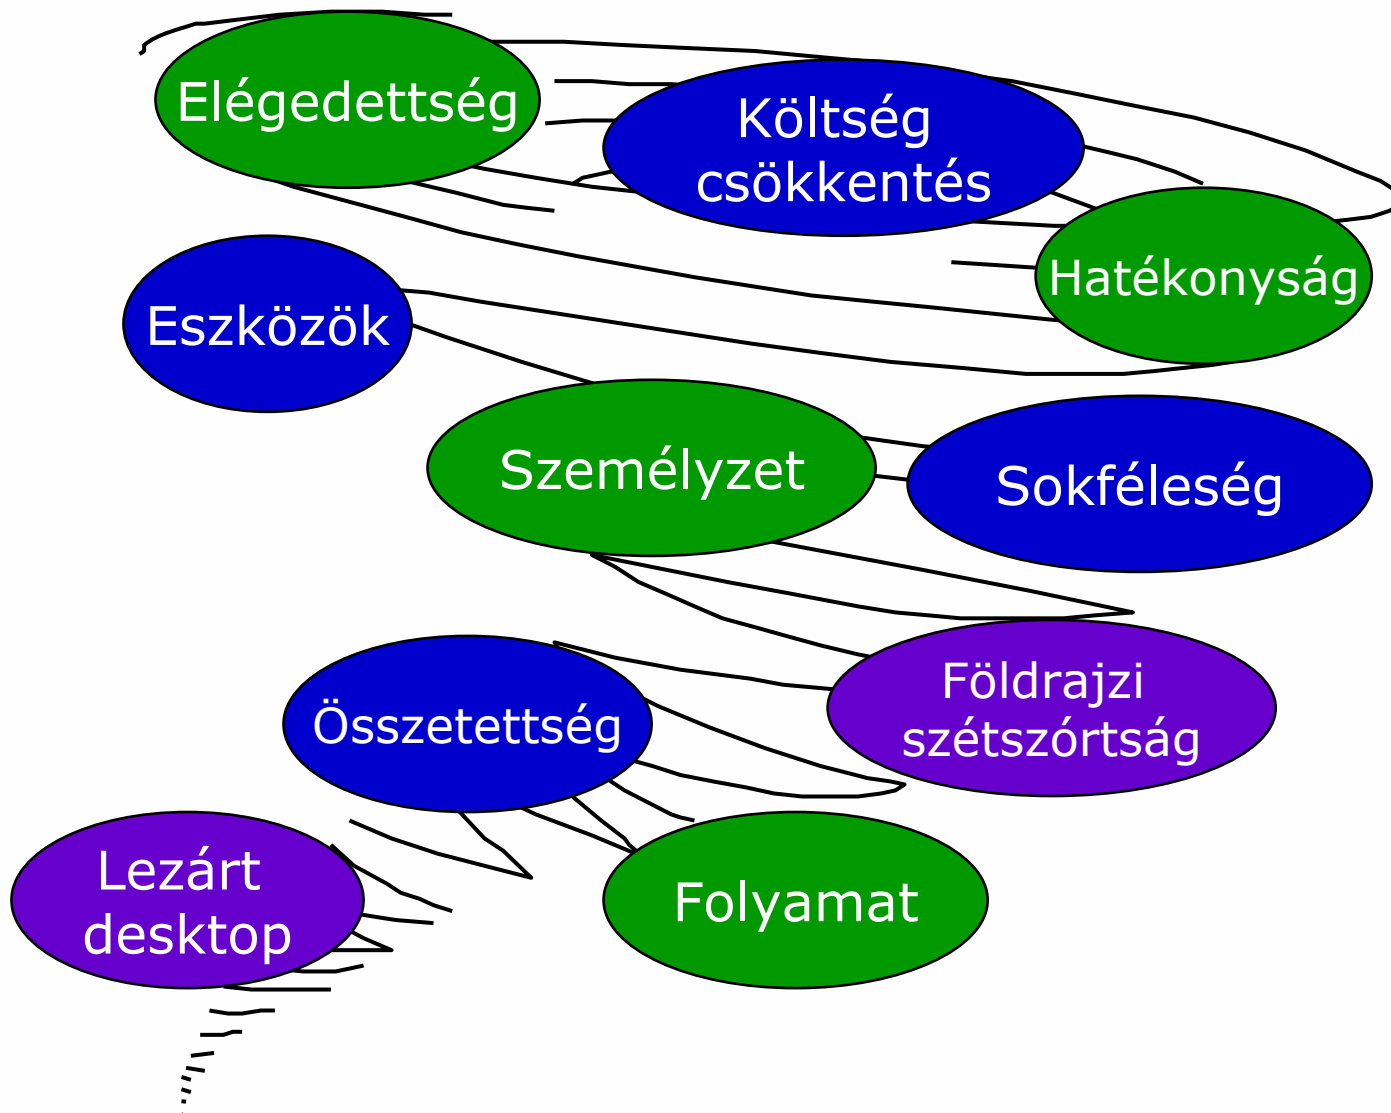 Elégedettség
Költség
csökkentés
Hatékonyság
Eszközök
Személyzet
Sokféleség
Földrajzi
szétszórtság
Összetettség
Lezárt
desktop
Folyamat